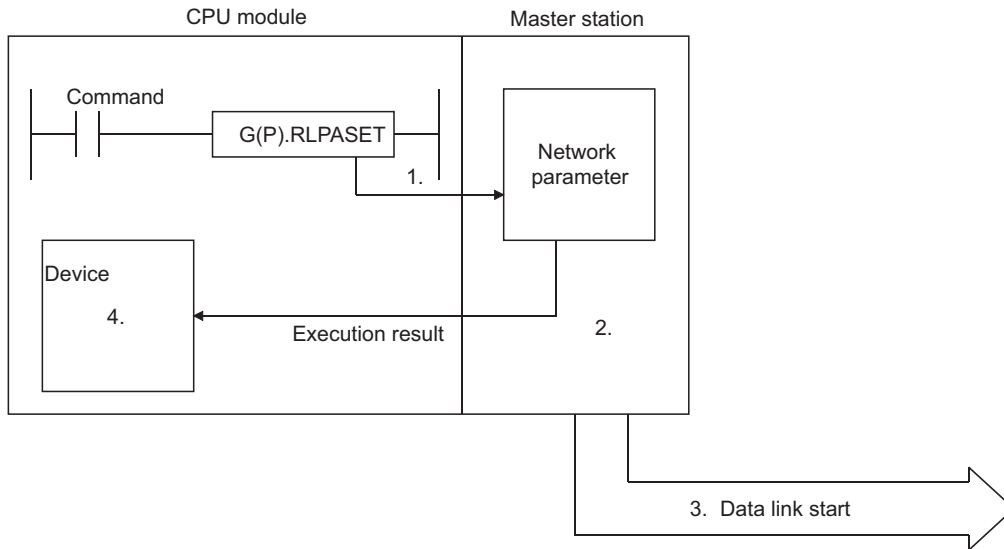 CPU module
Master station
Command
G(P).RLPASET
1.
Network
parameter
Device
4.
Execution result
2.
3. Data link start